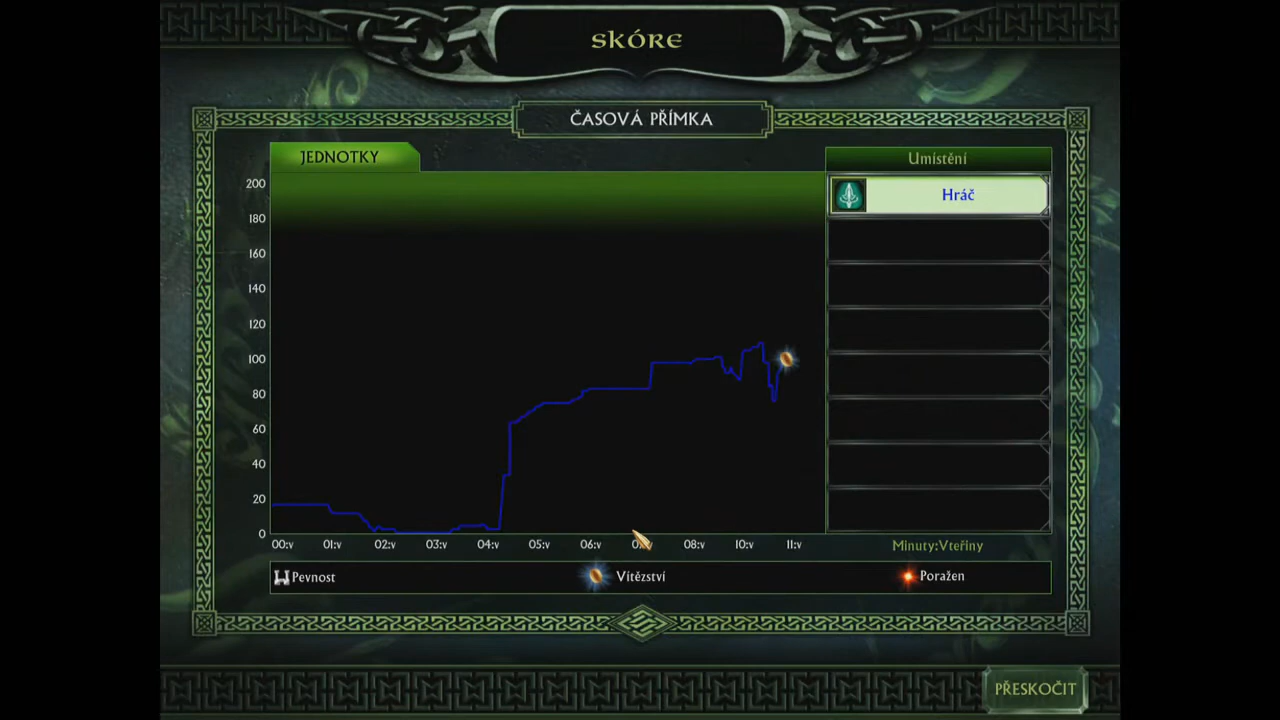 SKÓRE
ČASOVÁ PŘÍMKA
JEDNOTKY
Umístění
Hráč
200
180
160
140
120
100
80
60
40
20
0
00:v 01:v 02:v 03:v 04:v 05:v 06:v 08:v 10:v 11:v
Minuty:Vteřiny
Pevnost
Vítězství
Poražen
PŘESKOČIT